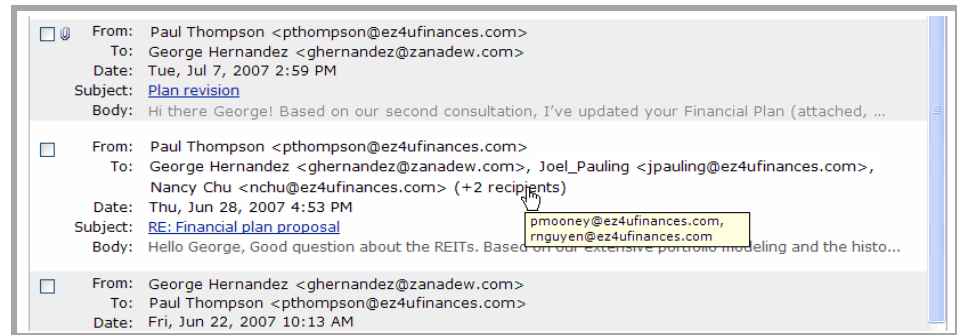 From: Paul Thompson <pthompson@ez4ufinances.com>
To: George Hernandez <ghernandez@zanadew.com>
Date: Tue, Jul 7, 2007 2:59 PM
Subject: Plan revision
Body: Hi there George! Based on our second consultation, I've updated your Financial Plan (attached, ...
From: Paul Thompson <pthompson@ez4ufinances.com>
To: George Hernandez <ghernandez@zanadew.com>, Joel_Pauling <jpauling@ez4ufinances.com>,
Nancy Chu <nchu@ez4ufinances.com> (+2 recipients)
Date: Thu, Jun 28, 2007 4:53 PM
pmooney@ez4ufinances.com,
rnguyen@ez4ufinances.com
Subject: RE: Financial plan proposal
Body: Hello George, Good question about the REITs. Based on our extensive portfolio modeling and the histo...
From: George Hernandez <ghernandez@zanadew.com>
To: Paul Thompson <pthompson@ez4ufinances.com>
Date: Fri, Jun 22, 2007 10:13 AM